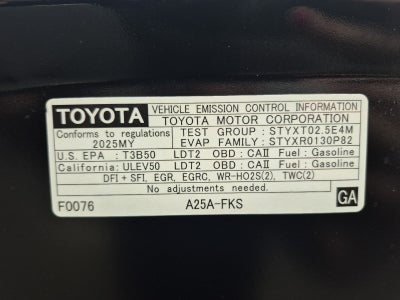 TOYOTA VEHICLE EMISSION CONTROL INFORMATION
TOYOTA MOTOR CORPORATION
Conforms to regulations TEST GROUP : STYXT02.5E4M
2025MY EVAP FAMILY : STYXR0130P82
U.S. EPA : T3B50 LDT2 OBD : CAII Fuel : Gasoline
California: ULEV50 LDT2 OBD : CAII Fuel : Gasoline
DFI + SFI, EGR, EGRC, WR-HO2S(2), TWC(2)
No adjustments needed.
F0076 A25A-FKS GA